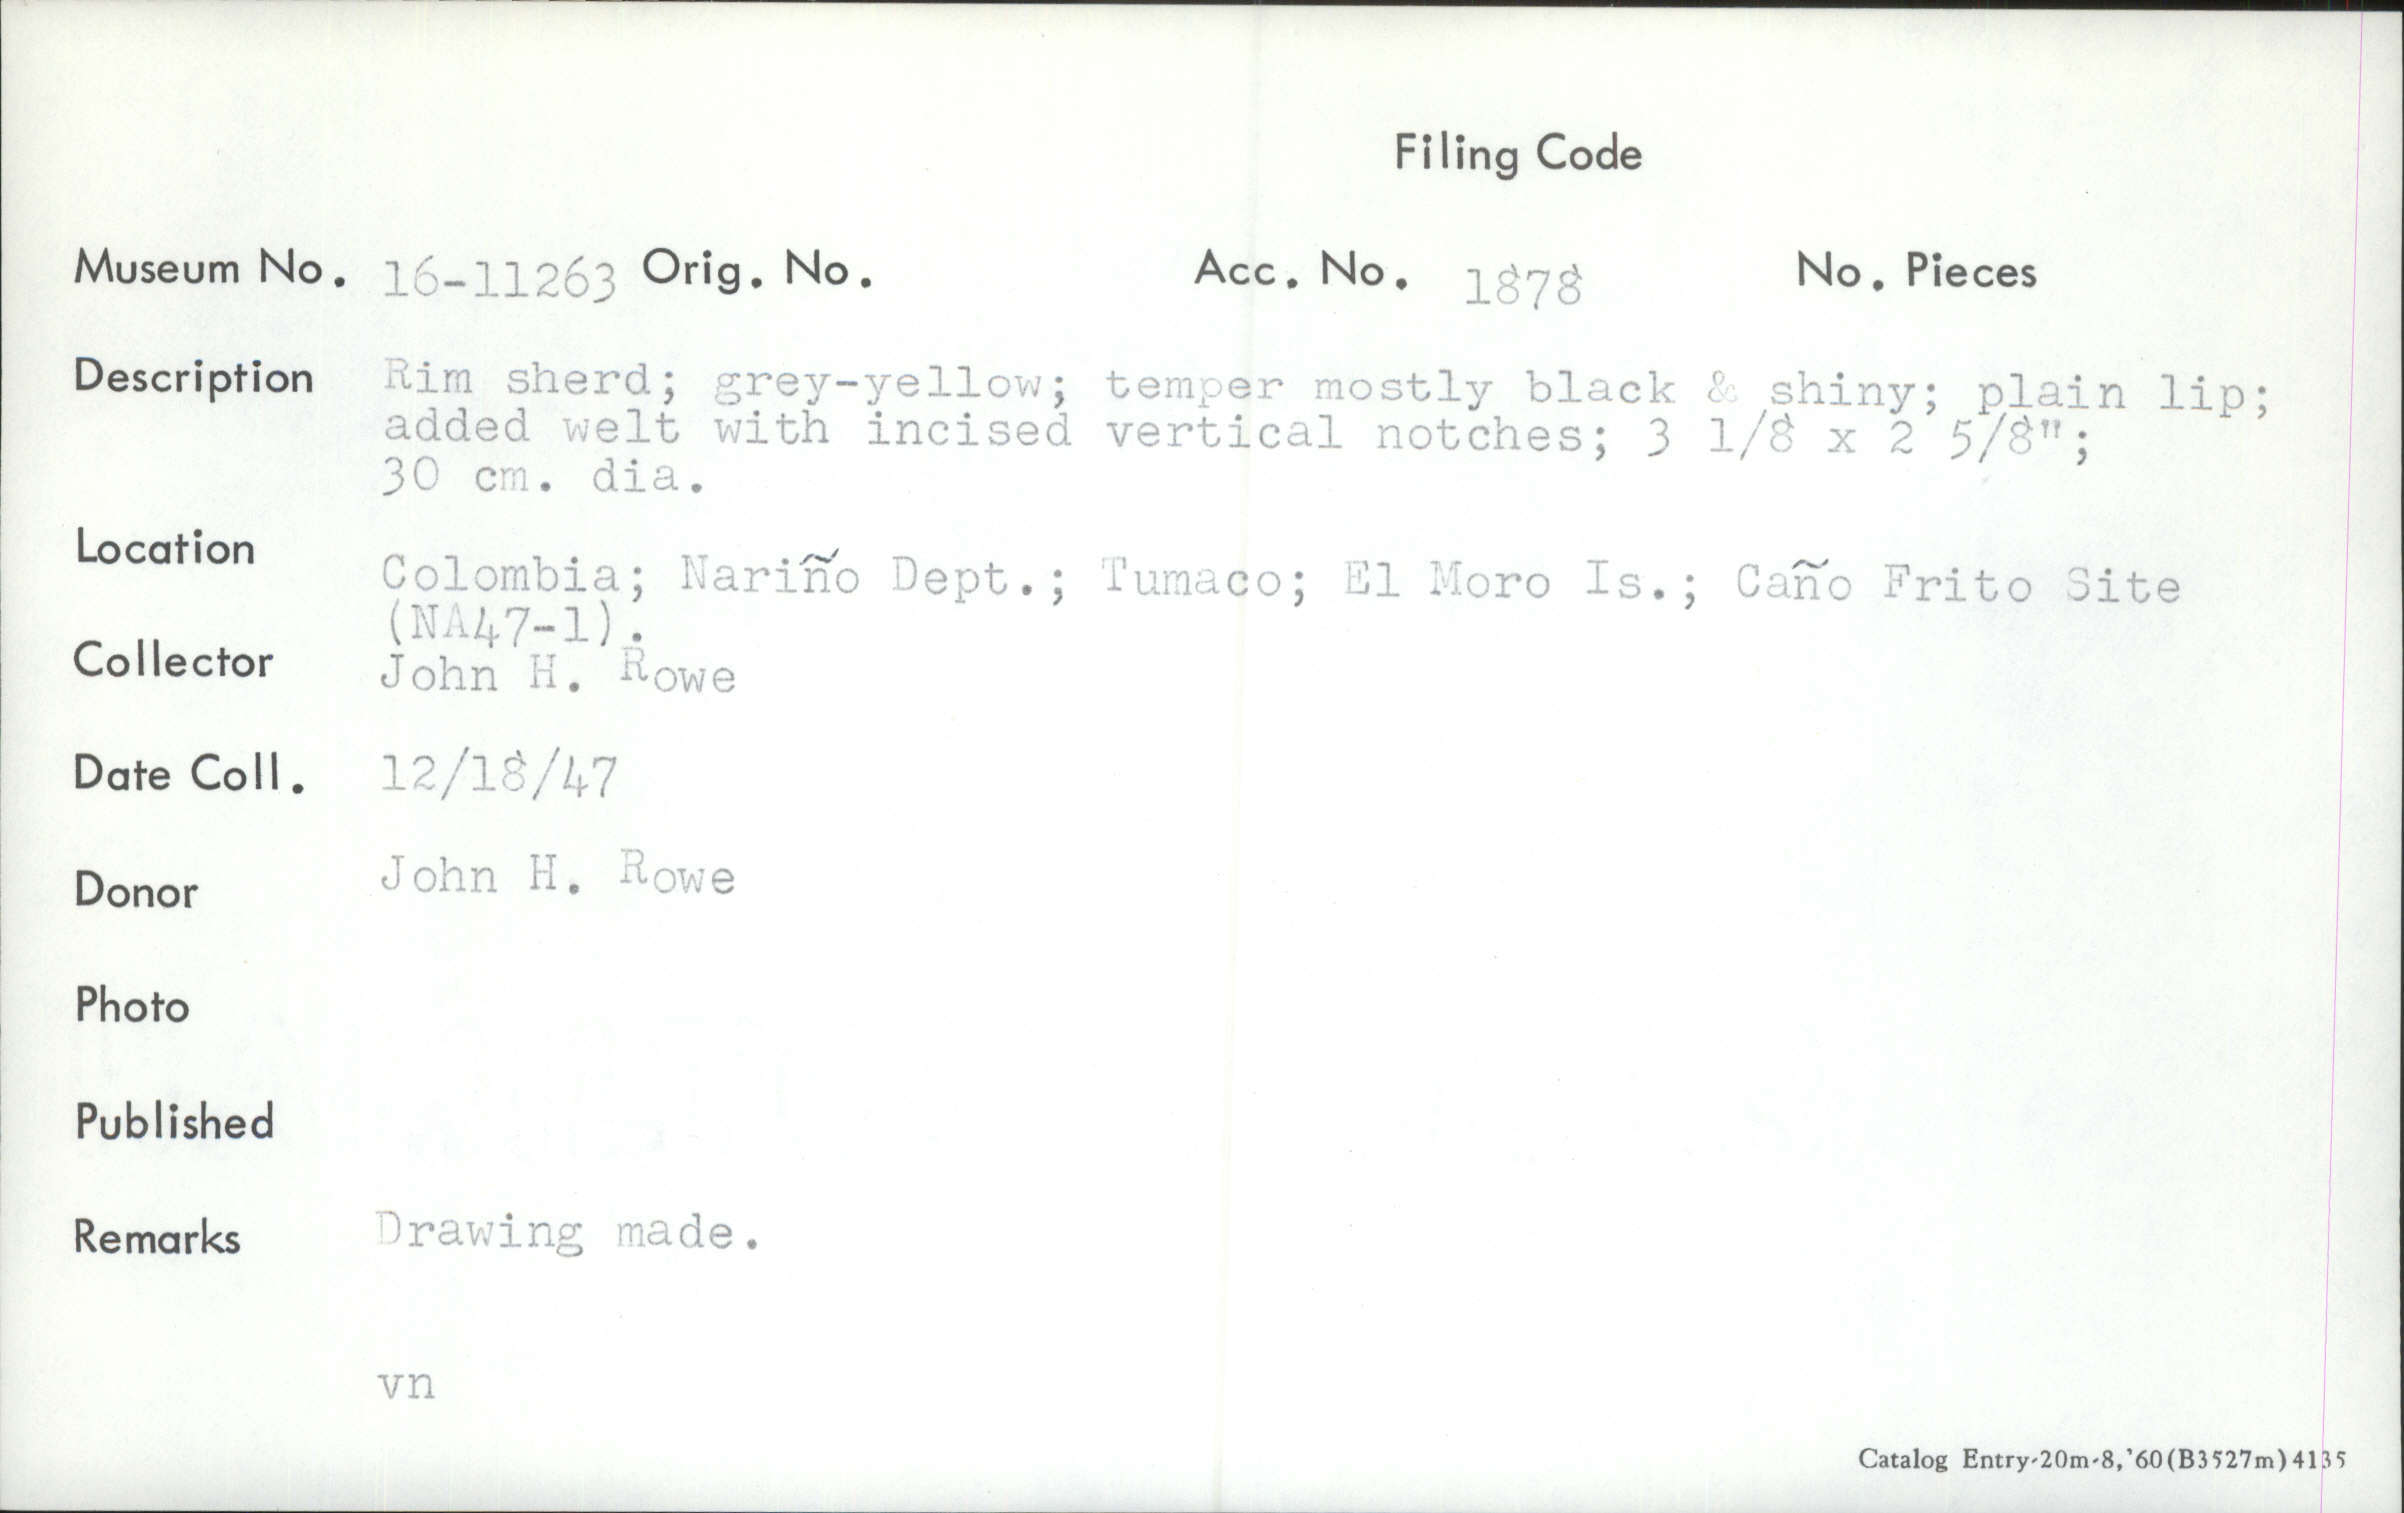 Filing Code
Museum No. 16-11263 Orig. No. Acc. No. 1878 No. Pieces
Description Rim sherd; grey-yellow; temper mostly black & shiny; plain lip;
added welt with incised vertical notches; 3 1/8 x 2 5/8";
30 cm. dia.
Location Colombia; Nariño Dept.; Tumaco; El Moro Is.; Caño Frito Site
(NA47-1).
Collector John H. Rowe
Date Coll. 12/18/47
Donor John H. Rowe
Photo
Published
Remarks Drawing made.
vn
Catalog Entry-20m-8,'60(B3527m)4135